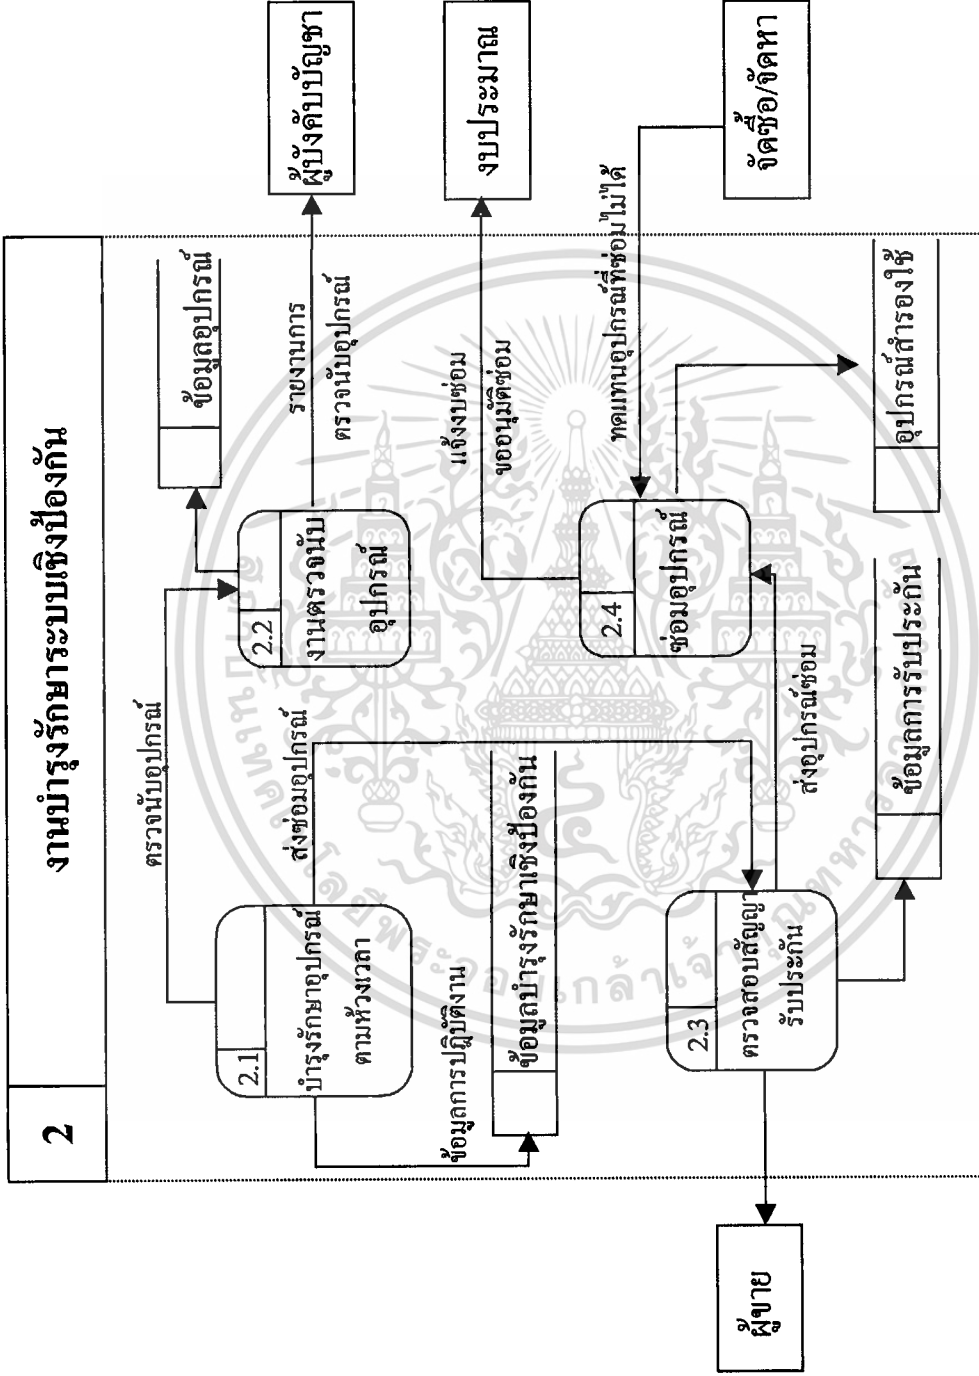 2
งานบำรุงรักษาระบบเชิงป้องกัน
ตรวจนับอุปกรณ์
2.1
บำรุงรักษาอุปกรณ์
ตามห้วงเวลา
2.2
งานตรวจนับ
อุปกรณ์
ข้อมูลอุปกรณ์
รายงานการ
ตรวจนับอุปกรณ์
ผู้บังคับบัญชา
ส่งซ่อมอุปกรณ์
ข้อมูลการปฏิบัติงาน
ข้อมูลบำรุงรักษาเชิงป้องกัน
แจ้งงบซ่อม
ขออนุมัติซ่อม
งบประมาณ
2.3
ตรวจสอบสัญญา
รับประกัน
2.4
ซ่อมอุปกรณ์
ทดแทนอุปกรณ์ที่ซ่อมไม่ได้
จัดซื้อ/จัดหา
ส่งอุปกรณ์ซ่อม
ผู้ขาย
ข้อมูลการรับประกัน
อุปกรณ์สำรองใช้